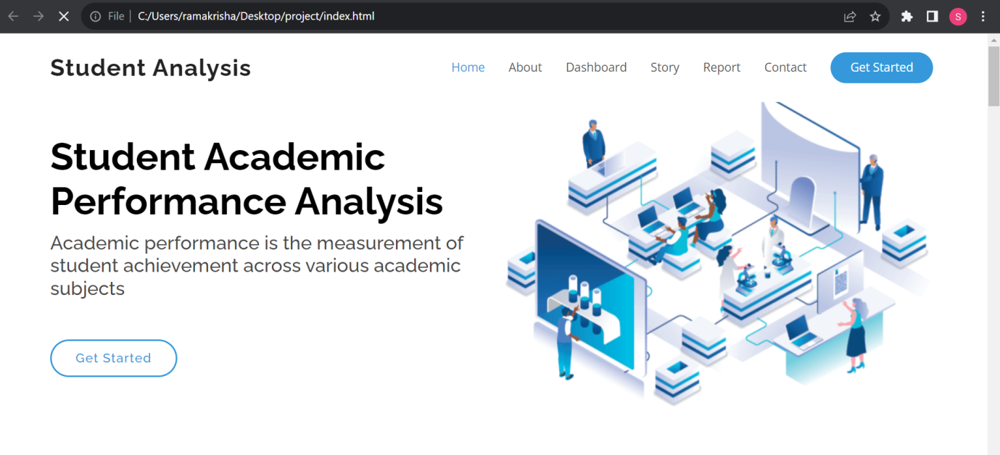 File | C:/Users/ramakrisha/Desktop/project/index.html
S
Student Analysis
Home About Dashboard Story Report Contact Get Started
Student Academic
Performance Analysis
Academic performance is the measurement of
student achievement across various academic
subjects
Get Started